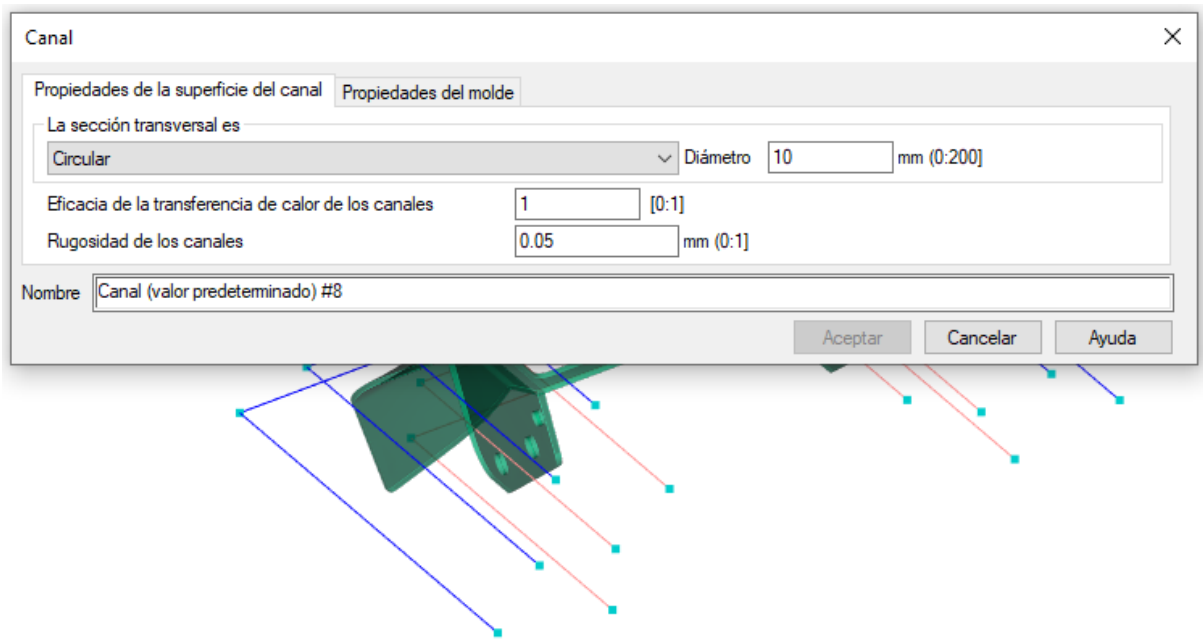 Canal
Propiedades de la superficie del canal Propiedades del molde
La sección transversal es
Circular Diámetro 10 mm (0:200]
Eficacia de la transferencia de calor de los canales 1 [0:1]
Rugosidad de los canales 0.05 mm (0:1]
Nombre Canal (valor predeterminado) #8
Aceptar Cancelar Ayuda